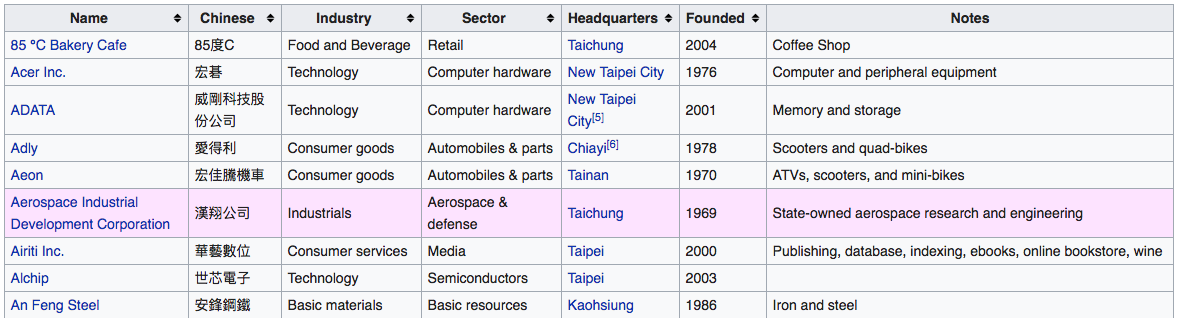 Name Chinese Industry Sector Headquarters Founded Notes
85 °C Bakery Cafe 85度C Food and Beverage Retail Taichung 2004 Coffee Shop
Acer Inc. 宏碁 Technology Computer hardware New Taipei City 1976 Computer and peripheral equipment
ADATA 威剛科技股 Technology Computer hardware New Taipei 2001 Memory and storage
份公司 City[5]
Adly 愛得利 Consumer goods Automobiles & parts Chiayi[6] 1978 Scooters and quad-bikes
Aeon 宏佳騰機車 Consumer goods Automobiles & parts Tainan 1970 ATVs, scooters, and mini-bikes
Aerospace Industrial 漢翔公司 Industrials Aerospace & Taichung 1969 State-owned aerospace research and engineering
Development Corporation defense
Airiti Inc. 華藝數位 Consumer services Media Taipei 2000 Publishing, database, indexing, ebooks, online bookstore, wine
Alchip 世芯電子 Technology Semiconductors Taipei 2003
An Feng Steel 安鋒鋼鐵 Basic materials Basic resources Kaohsiung 1986 Iron and steel